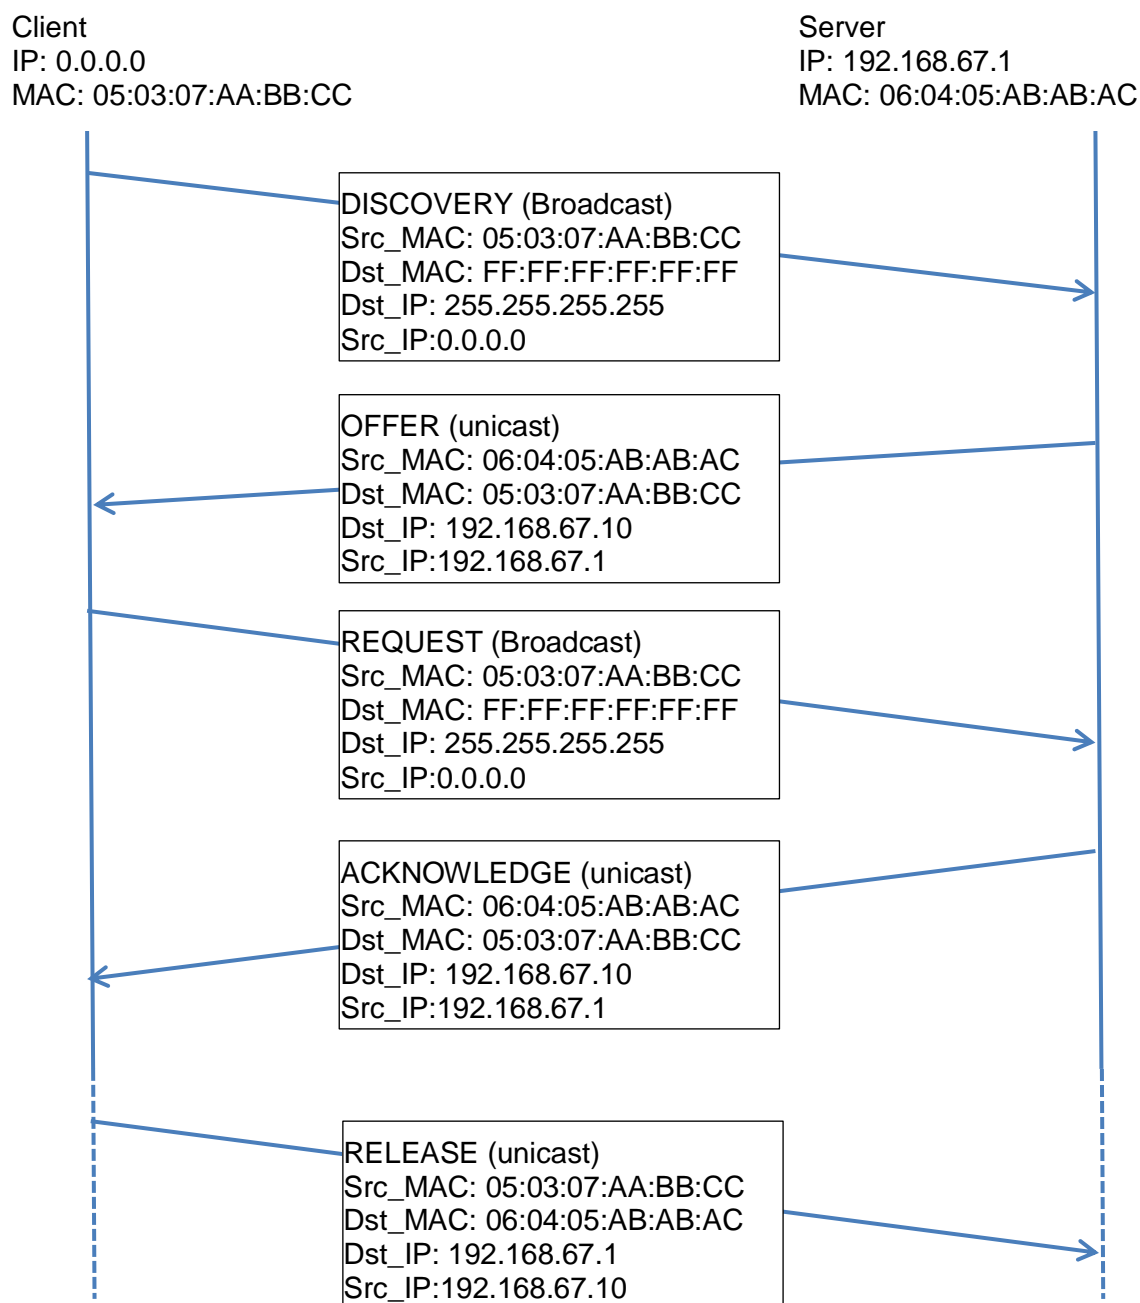 Client
IP: 0.0.0.0
MAC: 05:03:07:AA:BB:CC
Server
IP: 192.168.67.1
MAC: 06:04:05:AB:AB:AC
DISCOVERY (Broadcast)
Src_MAC: 05:03:07:AA:BB:CC
Dst_MAC: FF:FF:FF:FF:FF:FF
Dst_IP: 255.255.255.255
Src_IP:0.0.0.0
OFFER (unicast)
Src_MAC: 06:04:05:AB:AB:AC
Dst_MAC: 05:03:07:AA:BB:CC
Dst_IP: 192.168.67.10
Src_IP:192.168.67.1
REQUEST (Broadcast)
Src_MAC: 05:03:07:AA:BB:CC
Dst_MAC: FF:FF:FF:FF:FF:FF
Dst_IP: 255.255.255.255
Src_IP:0.0.0.0
ACKNOWLEDGE (unicast)
Src_MAC: 06:04:05:AB:AB:AC
Dst_MAC: 05:03:07:AA:BB:CC
Dst_IP: 192.168.67.10
Src_IP:192.168.67.1
RELEASE (unicast)
Src_MAC: 05:03:07:AA:BB:CC
Dst_MAC: 06:04:05:AB:AB:AC
Dst_IP: 192.168.67.1
Src_IP:192.168.67.10